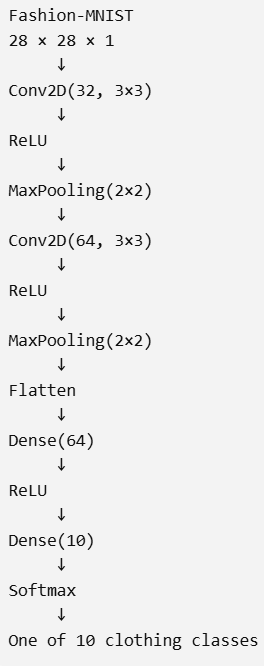 Fashion-MNIST
28 × 28 × 1
↓
Conv2D(32, 3×3)
↓
ReLU
↓
MaxPooling(2×2)
↓
Conv2D(64, 3×3)
↓
ReLU
↓
MaxPooling(2×2)
↓
Flatten
↓
Dense(64)
↓
ReLU
↓
Dense(10)
↓
Softmax
↓
One of 10 clothing classes